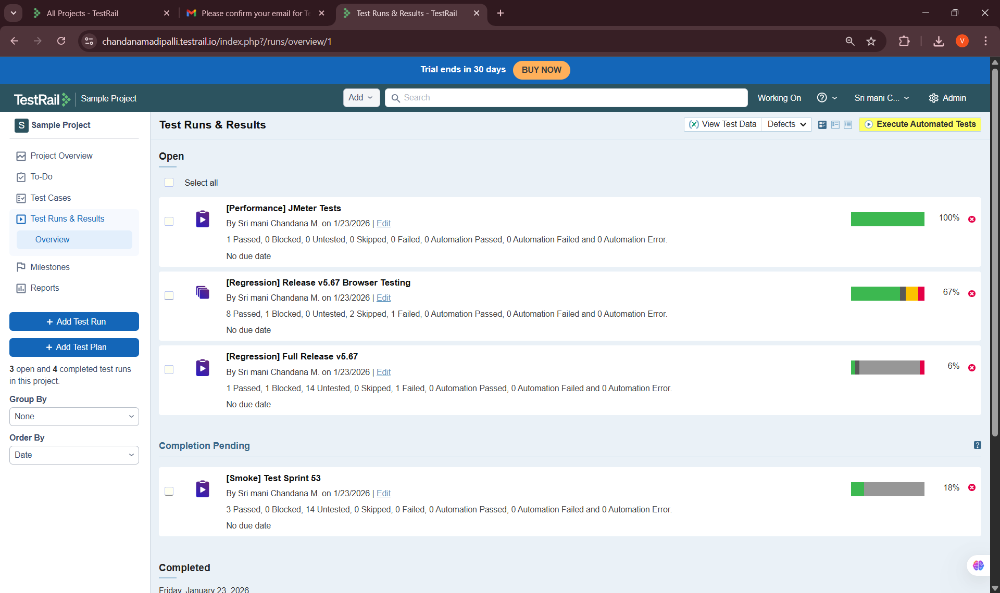 All Projects - TestRail
Please confirm your email for Te
Test Runs & Results - TestRail
chandanamadipalli.testrail.io/index.php?/runs/overview/1
V
Trial ends in 30 days
BUY NOW
TestRail
Sample Project
Add
Search
Working On
Sri mani C...
Admin
S Sample Project
Project Overview
To-Do
Test Cases
Test Runs & Results
Overview
Milestones
Reports
+ Add Test Run
+ Add Test Plan
3 open and 4 completed test runs
in this project.
Group By
None
Order By
Date
Test Runs & Results
(x) View Test Data
Defects
Execute Automated Tests
Open
Select all
[Performance] JMeter Tests
By Sri mani Chandana M. on 1/23/2026 | Edit
1 Passed, 0 Blocked, 0 Untested, 0 Skipped, 0 Failed, 0 Automation Passed, 0 Automation Failed and 0 Automation Error.
No due date
100%
[Regression] Release v5.67 Browser Testing
By Sri mani Chandana M. on 1/23/2026 | Edit
8 Passed, 1 Blocked, 0 Untested, 2 Skipped, 1 Failed, 0 Automation Passed, 0 Automation Failed and 0 Automation Error.
No due date
67%
[Regression] Full Release v5.67
By Sri mani Chandana M. on 1/23/2026 | Edit
1 Passed, 1 Blocked, 14 Untested, 0 Skipped, 1 Failed, 0 Automation Passed, 0 Automation Failed and 0 Automation Error.
No due date
6%
Completion Pending
?
[Smoke] Test Sprint 53
By Sri mani Chandana M. on 1/23/2026 | Edit
3 Passed, 0 Blocked, 14 Untested, 0 Skipped, 0 Failed, 0 Automation Passed, 0 Automation Failed and 0 Automation Error.
No due date
18%
Completed
Friday, January 23, 2026